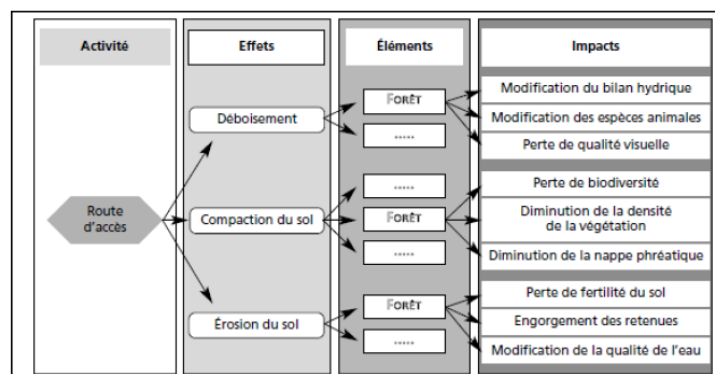 Activité
Effets
Éléments
Impacts
Déboisement
FORÊT
.....
Modification du bilan hydrique
Modification des espèces animales
Perte de qualité visuelle
Route
d'accès
Compaction du sol
.....
FORÊT
.....
Perte de biodiversité
Diminution de la densité
de la végétation
Diminution de la nappe phréatique
Érosion du sol
FORÊT
.....
Perte de fertilité du sol
Engorgement des retenues
Modification de la qualité de l'eau